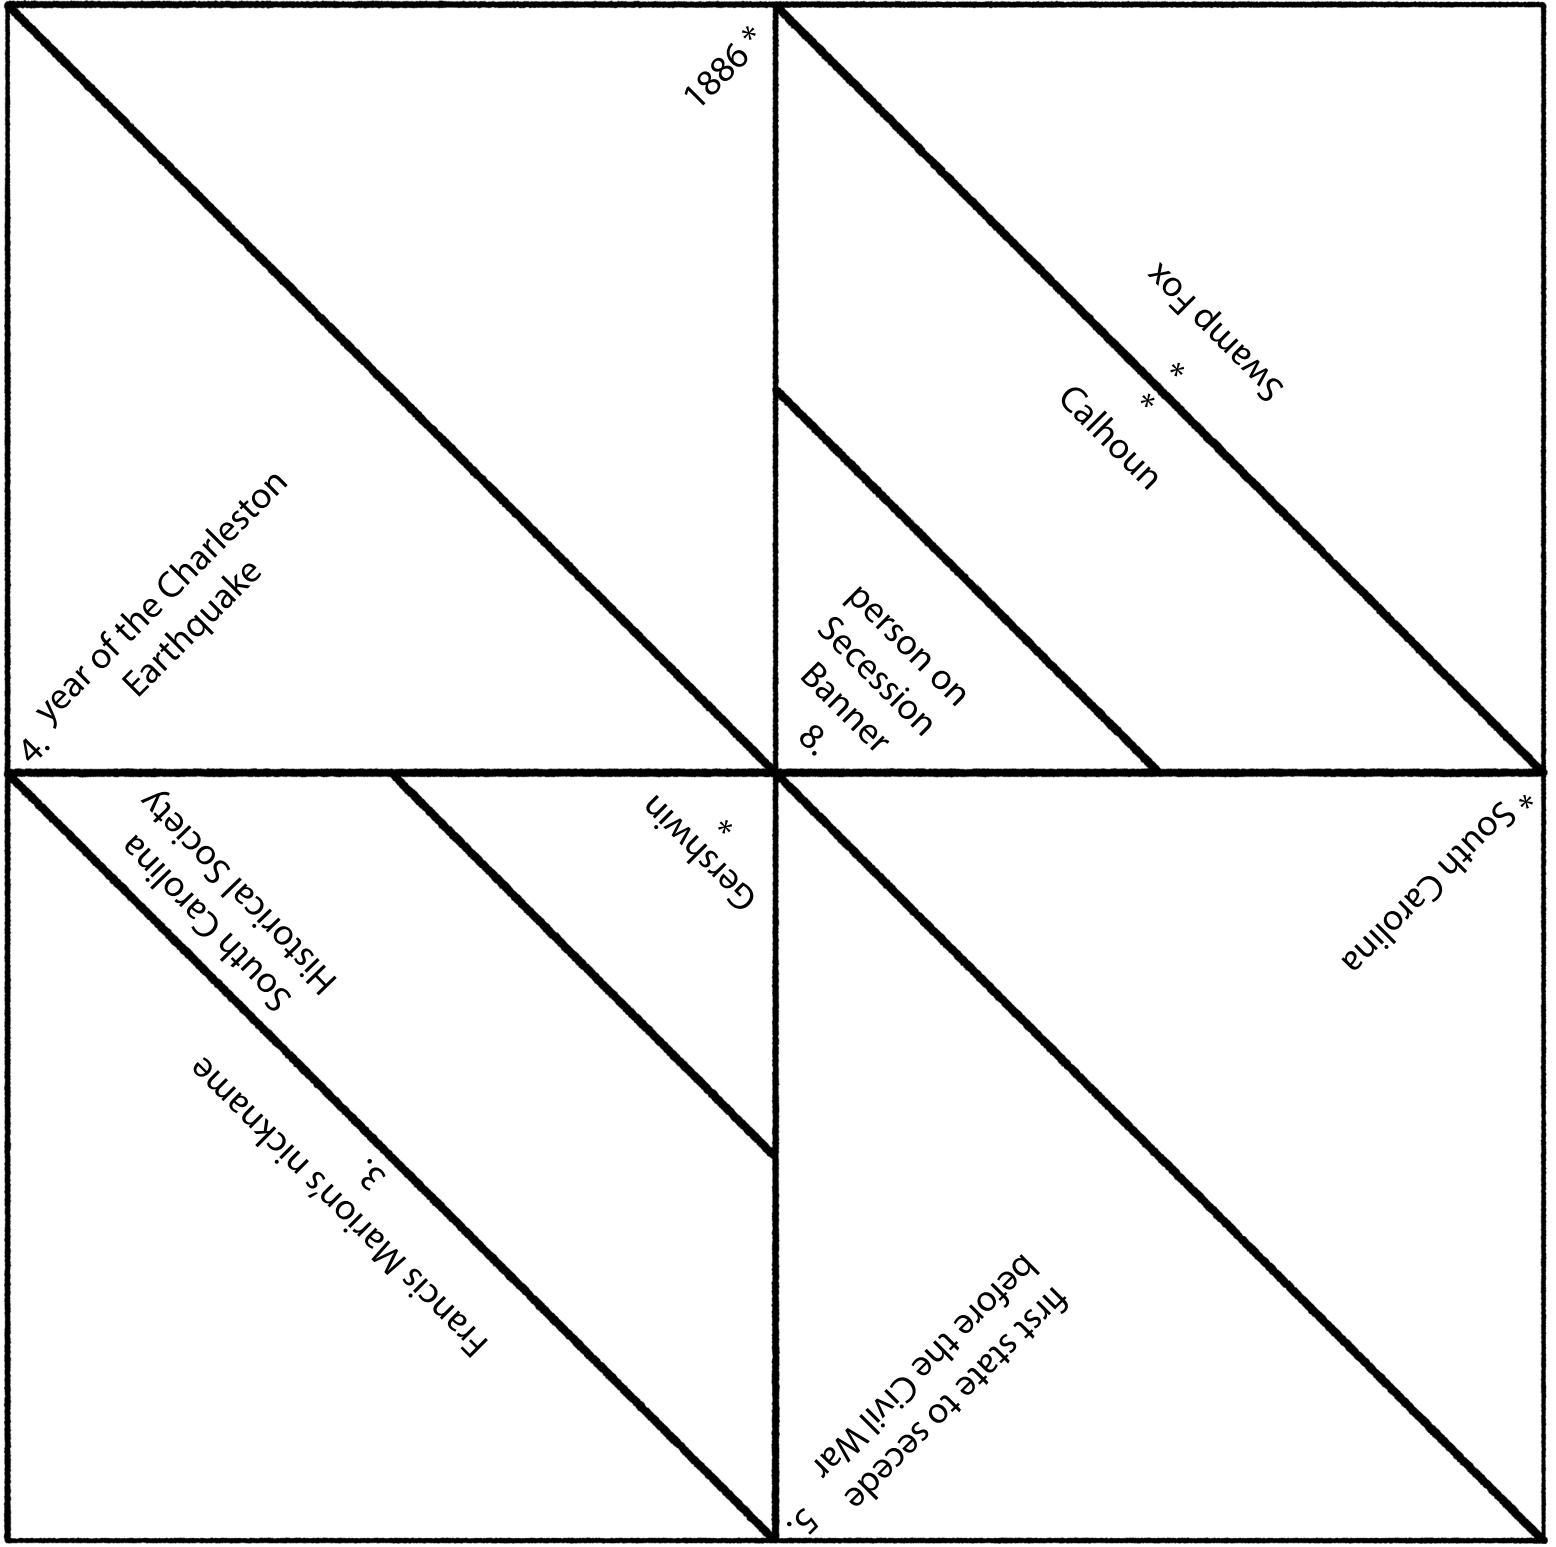 1886 *
4. year of the Charleston
Earthquake
Swamp Fox
*
*
Calhoun
person on
Secession
Banner
8.
Gershwin
*
South Carolina
Historical Society
3.
Francis Marion's nickname
* South Carolina
5.
first state to secede
before the Civil War